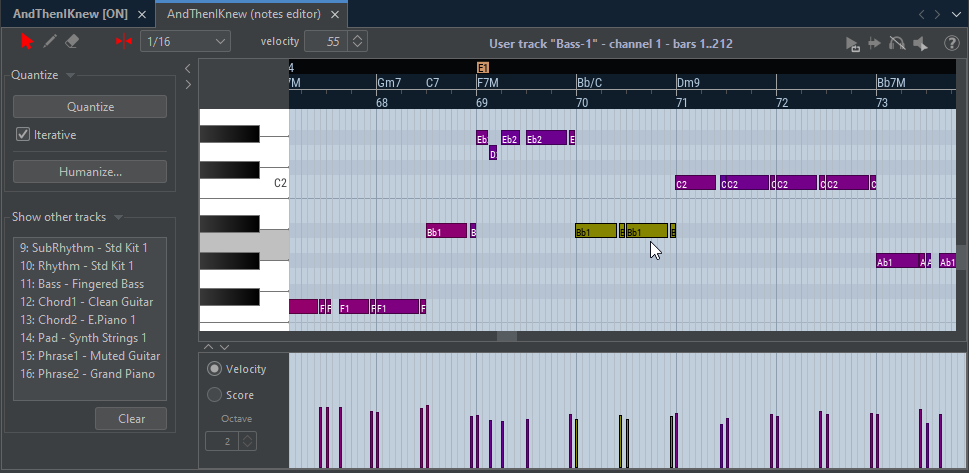 AndThenIKnew [ON] AndThenIKnew (notes editor)
1/16 velocity 55 User track "Bass-1" - channel 1 - bars 1..212
Quantize
Quantize
Iterative
Humanize...
Show other tracks
9: SubRhythm - Std Kit 1
10: Rhythm - Std Kit 1
11: Bass - Fingered Bass
12: Chord1 - Clean Guitar
13: Chord2 - E.Piano 1
14: Pad - Synth Strings 1
15: Phrase1 - Muted Guitar
16: Phrase2 - Grand Piano
Clear
4 E1
7M Gm7 C7 F7M Bb/C Dm9 Bb7M
68 69 70 71 72 73
Eb Eb2 Eb2 E
D
C2 C2 C C2 C C2 C C2 C
Bb1 B Bb1 B Bb1 B
Ab1 A A Ab1
F F F1 F F1 F
Velocity
Score
Octave
2